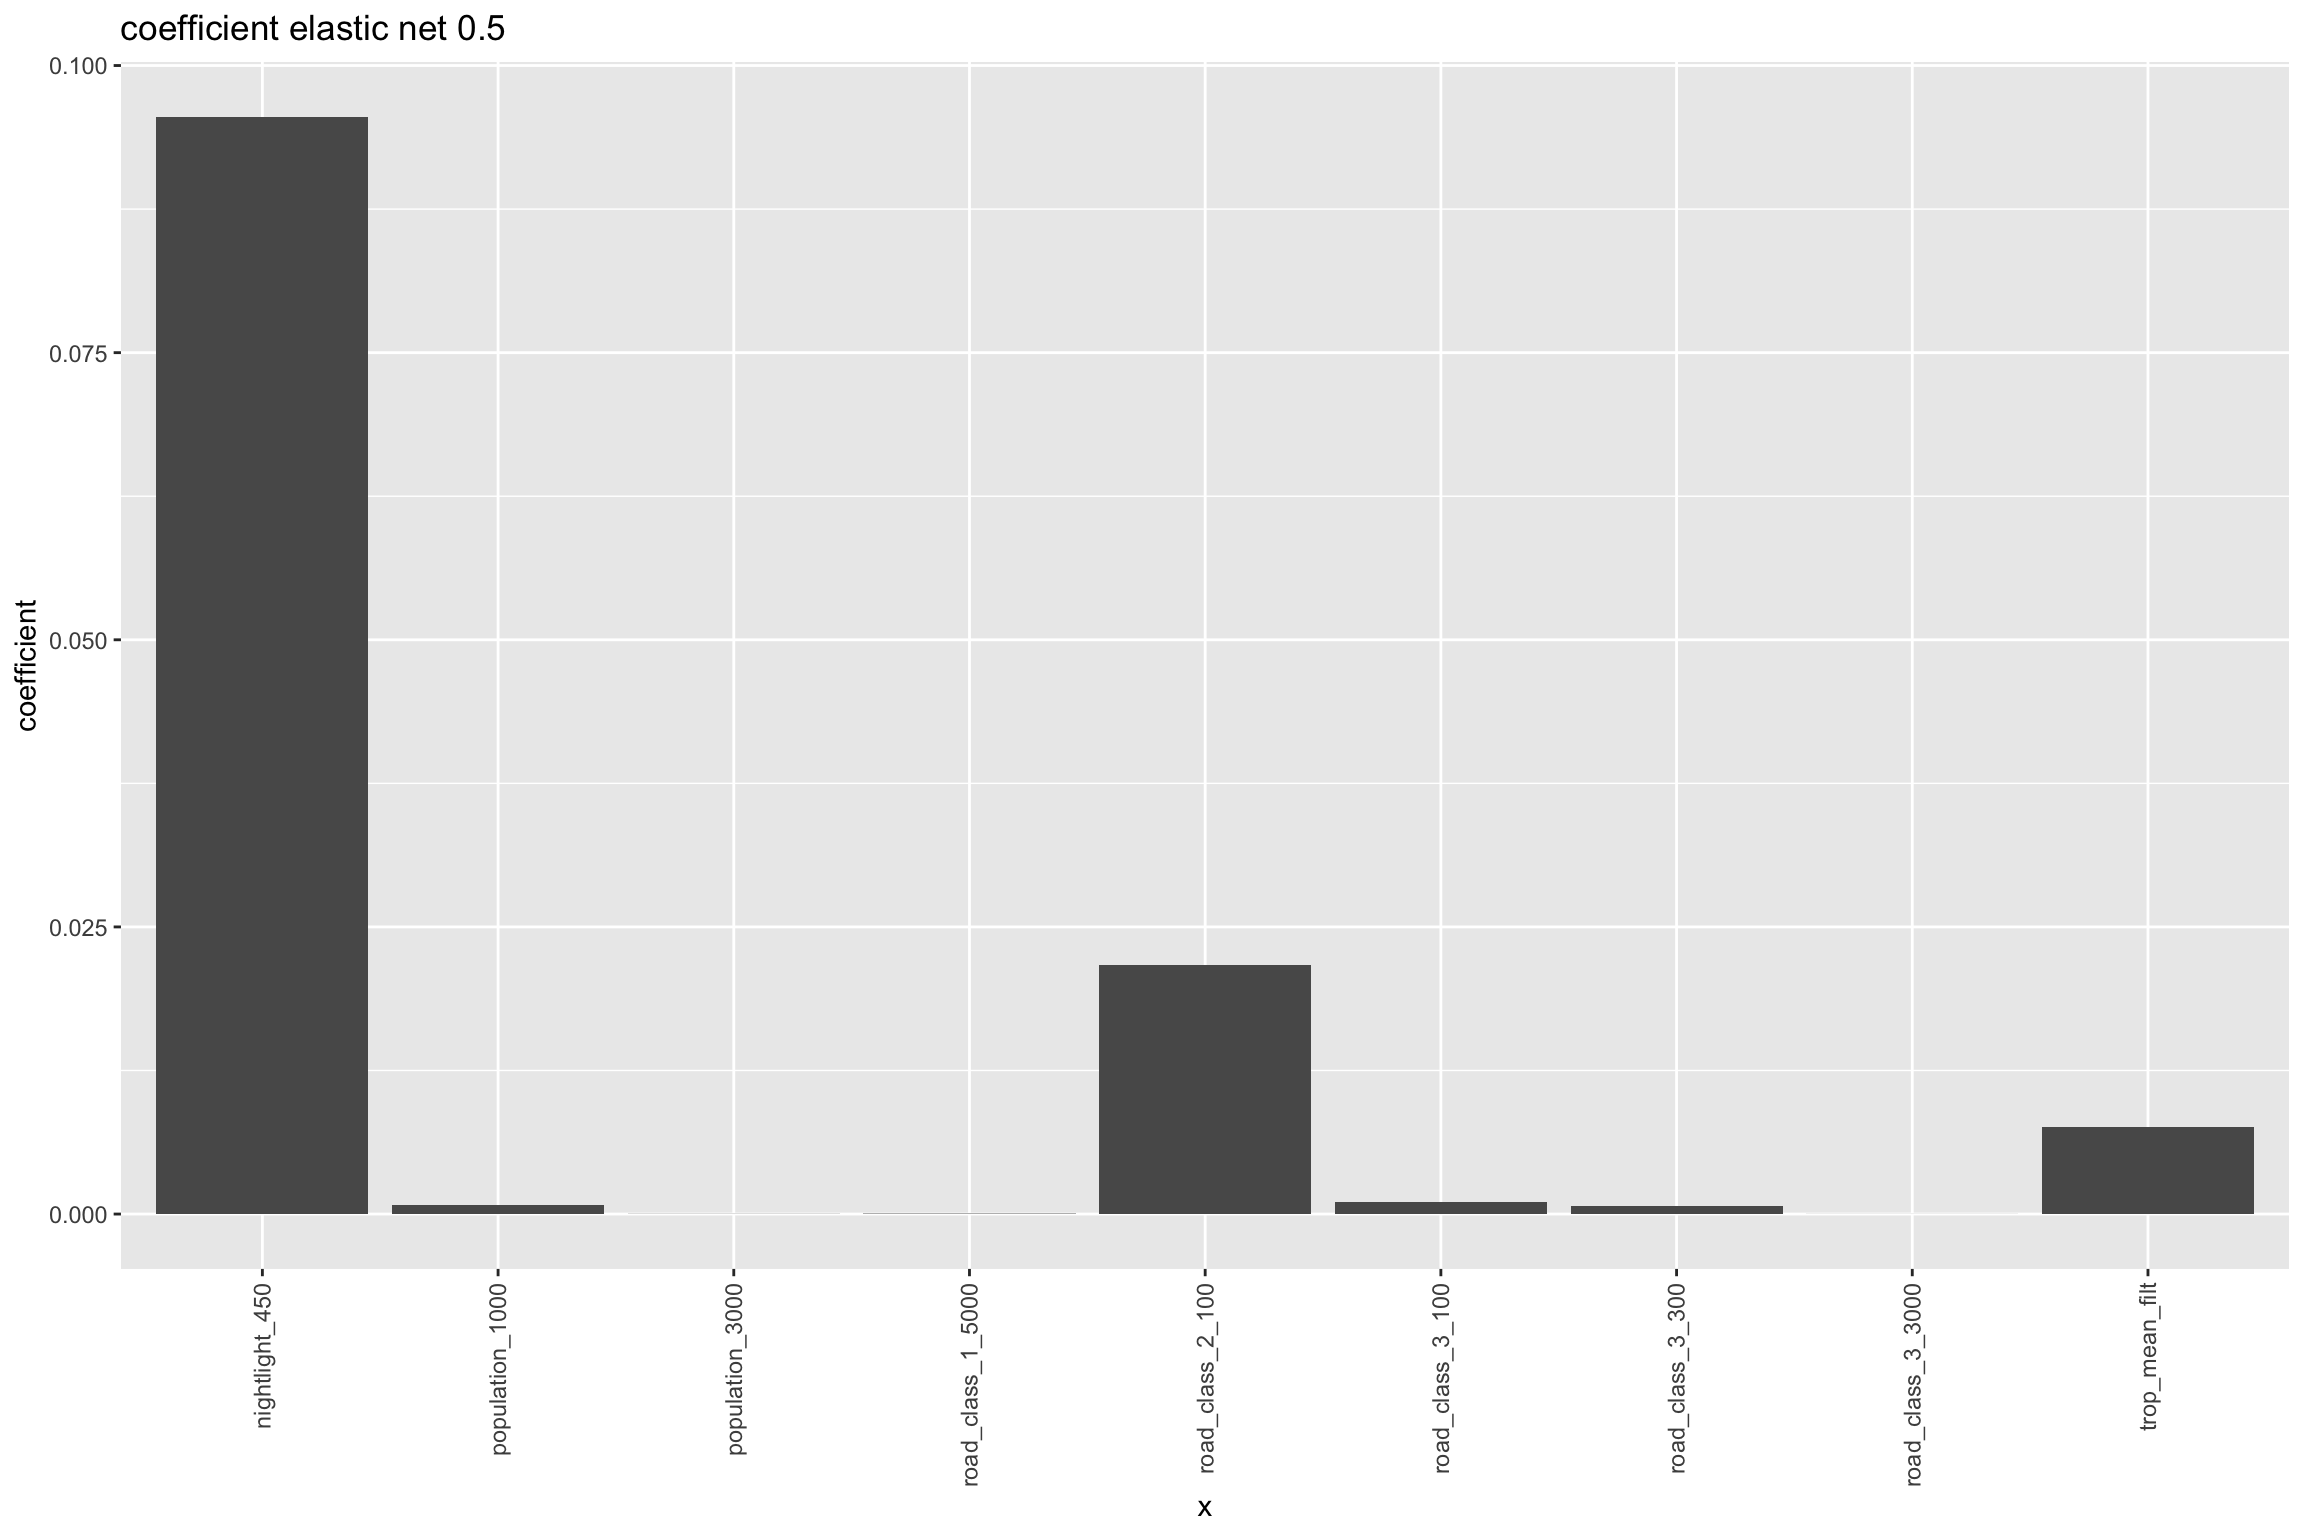 coefficient elastic net 0.5
0.100
0.075
0.050
0.025
0.000
coefficient
nightlight_450
population_1000
population_3000
road_class_1_5000
road_class_2_100
road_class_3_100
road_class_3_300
road_class_3_3000
trop_mean_filt
x